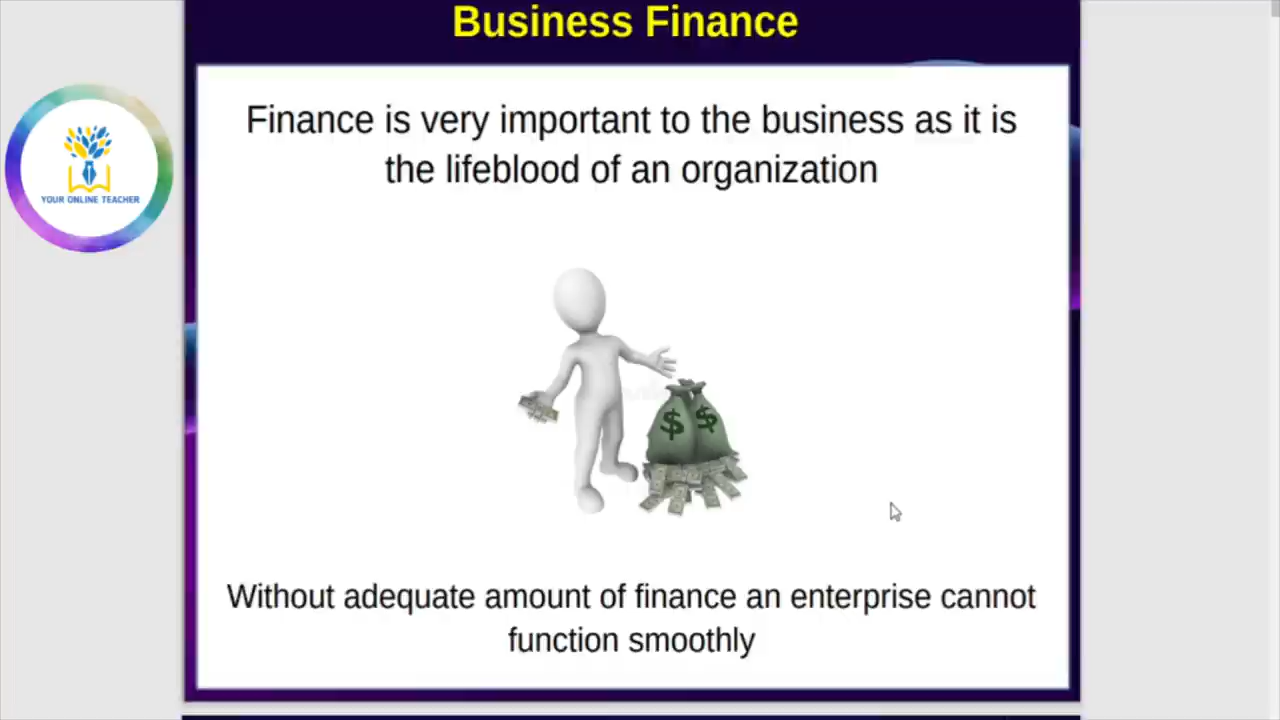 Business Finance
Finance is very important to the business as it is
the lifeblood of an organization
YOUR ONLINE TEACHER
$ $
Without adequate amount of finance an enterprise cannot
function smoothly